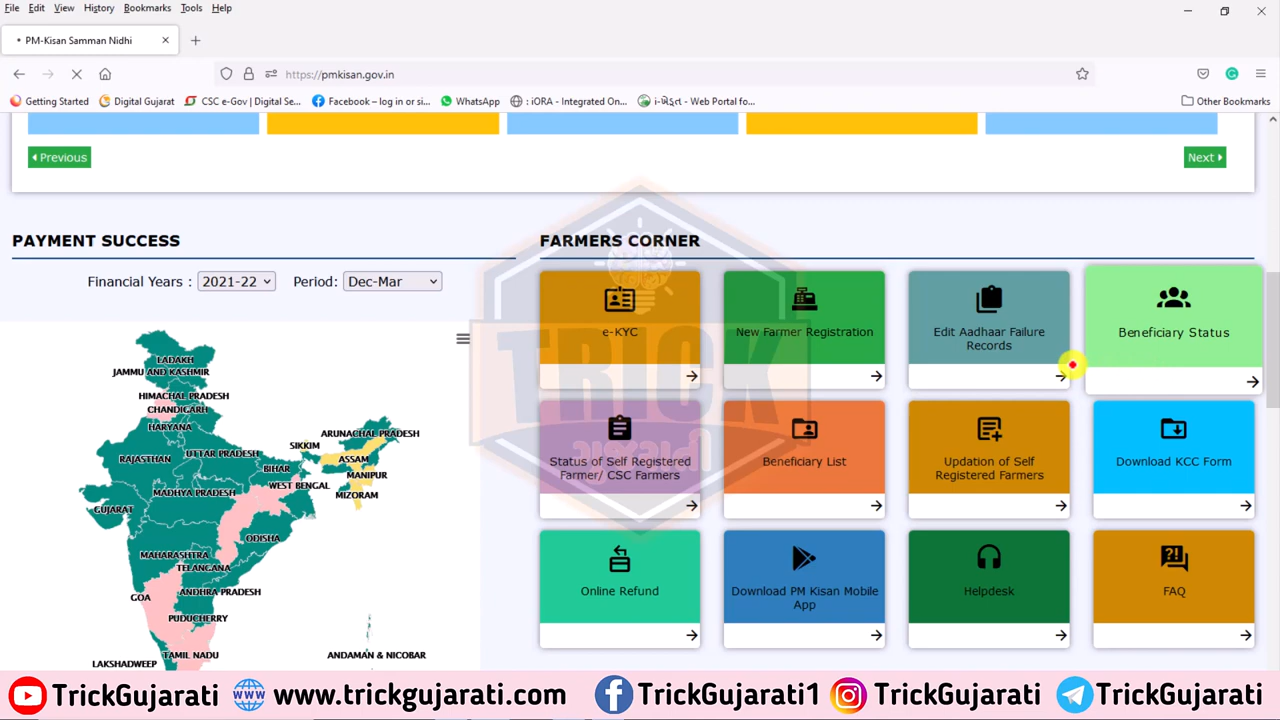 File Edit View History Bookmarks Tools Help
PM-Kisan Samman Nidhi
https://pmkisan.gov.in
Getting Started Digital Gujarat CSC e-Gov | Digital Se... Facebook – log in or si... WhatsApp : iORA - Integrated On... i-ખેડૂત - Web Portal fo... Other Bookmarks
Previous Next
PAYMENT SUCCESS
Financial Years : 2021-22 Period: Dec-Mar
LADAKH
JAMMU AND KASHMIR
HIMACHAL PRADESH
CHANDIGARH
HARYANA
ARUNACHAL PRADESH
SIKKIM
UTTAR PRADESH
RAJASTHAN
ASSAM
BIHAR
MANIPUR
WEST BENGAL
MADHYA PRADESH
MIZORAM
GUJARAT
ODISHA
MAHARASHTRA
TELANGANA
ANDHRA PRADESH
GOA
PUDUCHERRY
TAMIL NADU
ANDAMAN & NICOBAR
LAKSHADWEEP
FARMERS CORNER
e-KYC
New Farmer Registration
Edit Aadhaar Failure
Records
Beneficiary Status
Status of Self Registered
Farmer/ CSC Farmers
Beneficiary List
Updation of Self
Registered Farmers
Download KCC Form
Online Refund
Download PM Kisan Mobile
App
Helpdesk
FAQ
TRICK
ગુજરાતી
TrickGujarati www.trickgujarati.com TrickGujarati1 TrickGujarati TrickGujarati